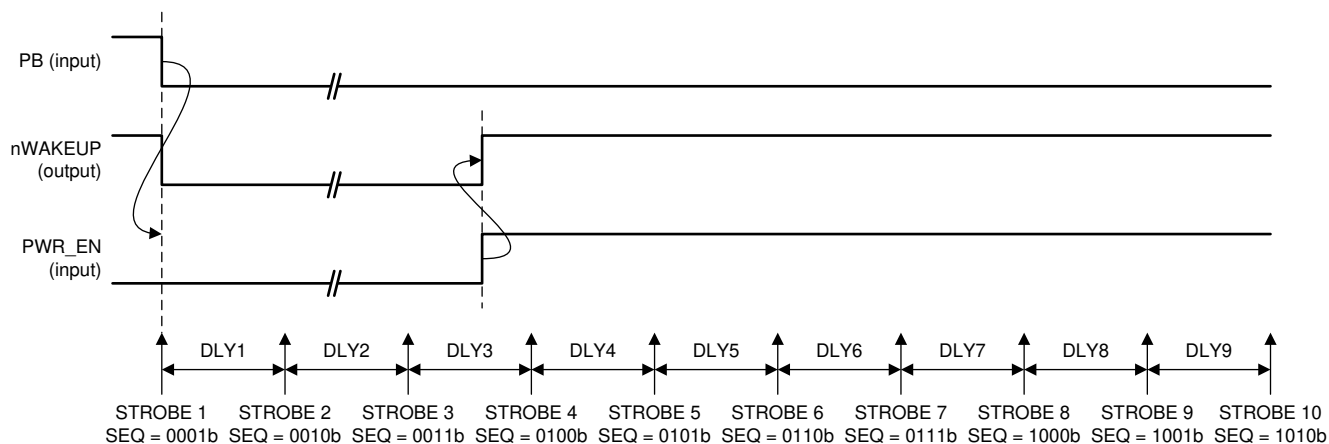 PB (input)
nWAKEUP
(output)
PWR_EN
(input)
DLY1 DLY2 DLY3 DLY4 DLY5 DLY6 DLY7 DLY8 DLY9
STROBE 1 STROBE 2 STROBE 3 STROBE 4 STROBE 5 STROBE 6 STROBE 7 STROBE 8 STROBE 9 STROBE 10
SEQ = 0001b SEQ = 0010b SEQ = 0011b SEQ = 0100b SEQ = 0101b SEQ = 0110b SEQ = 0111b SEQ = 1000b SEQ = 1001b SEQ = 1010b